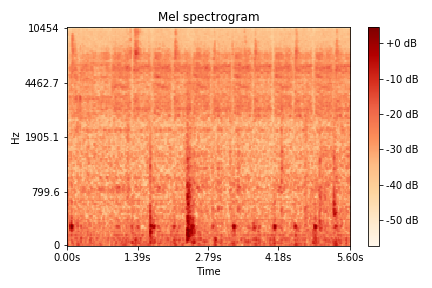 Mel spectrogram
10454
4462.7
1905.1
799.6
0
Hz
0.00s 1.39s 2.79s 4.18s 5.60s
Time
+0 dB
-10 dB
-20 dB
-30 dB
-40 dB
-50 dB